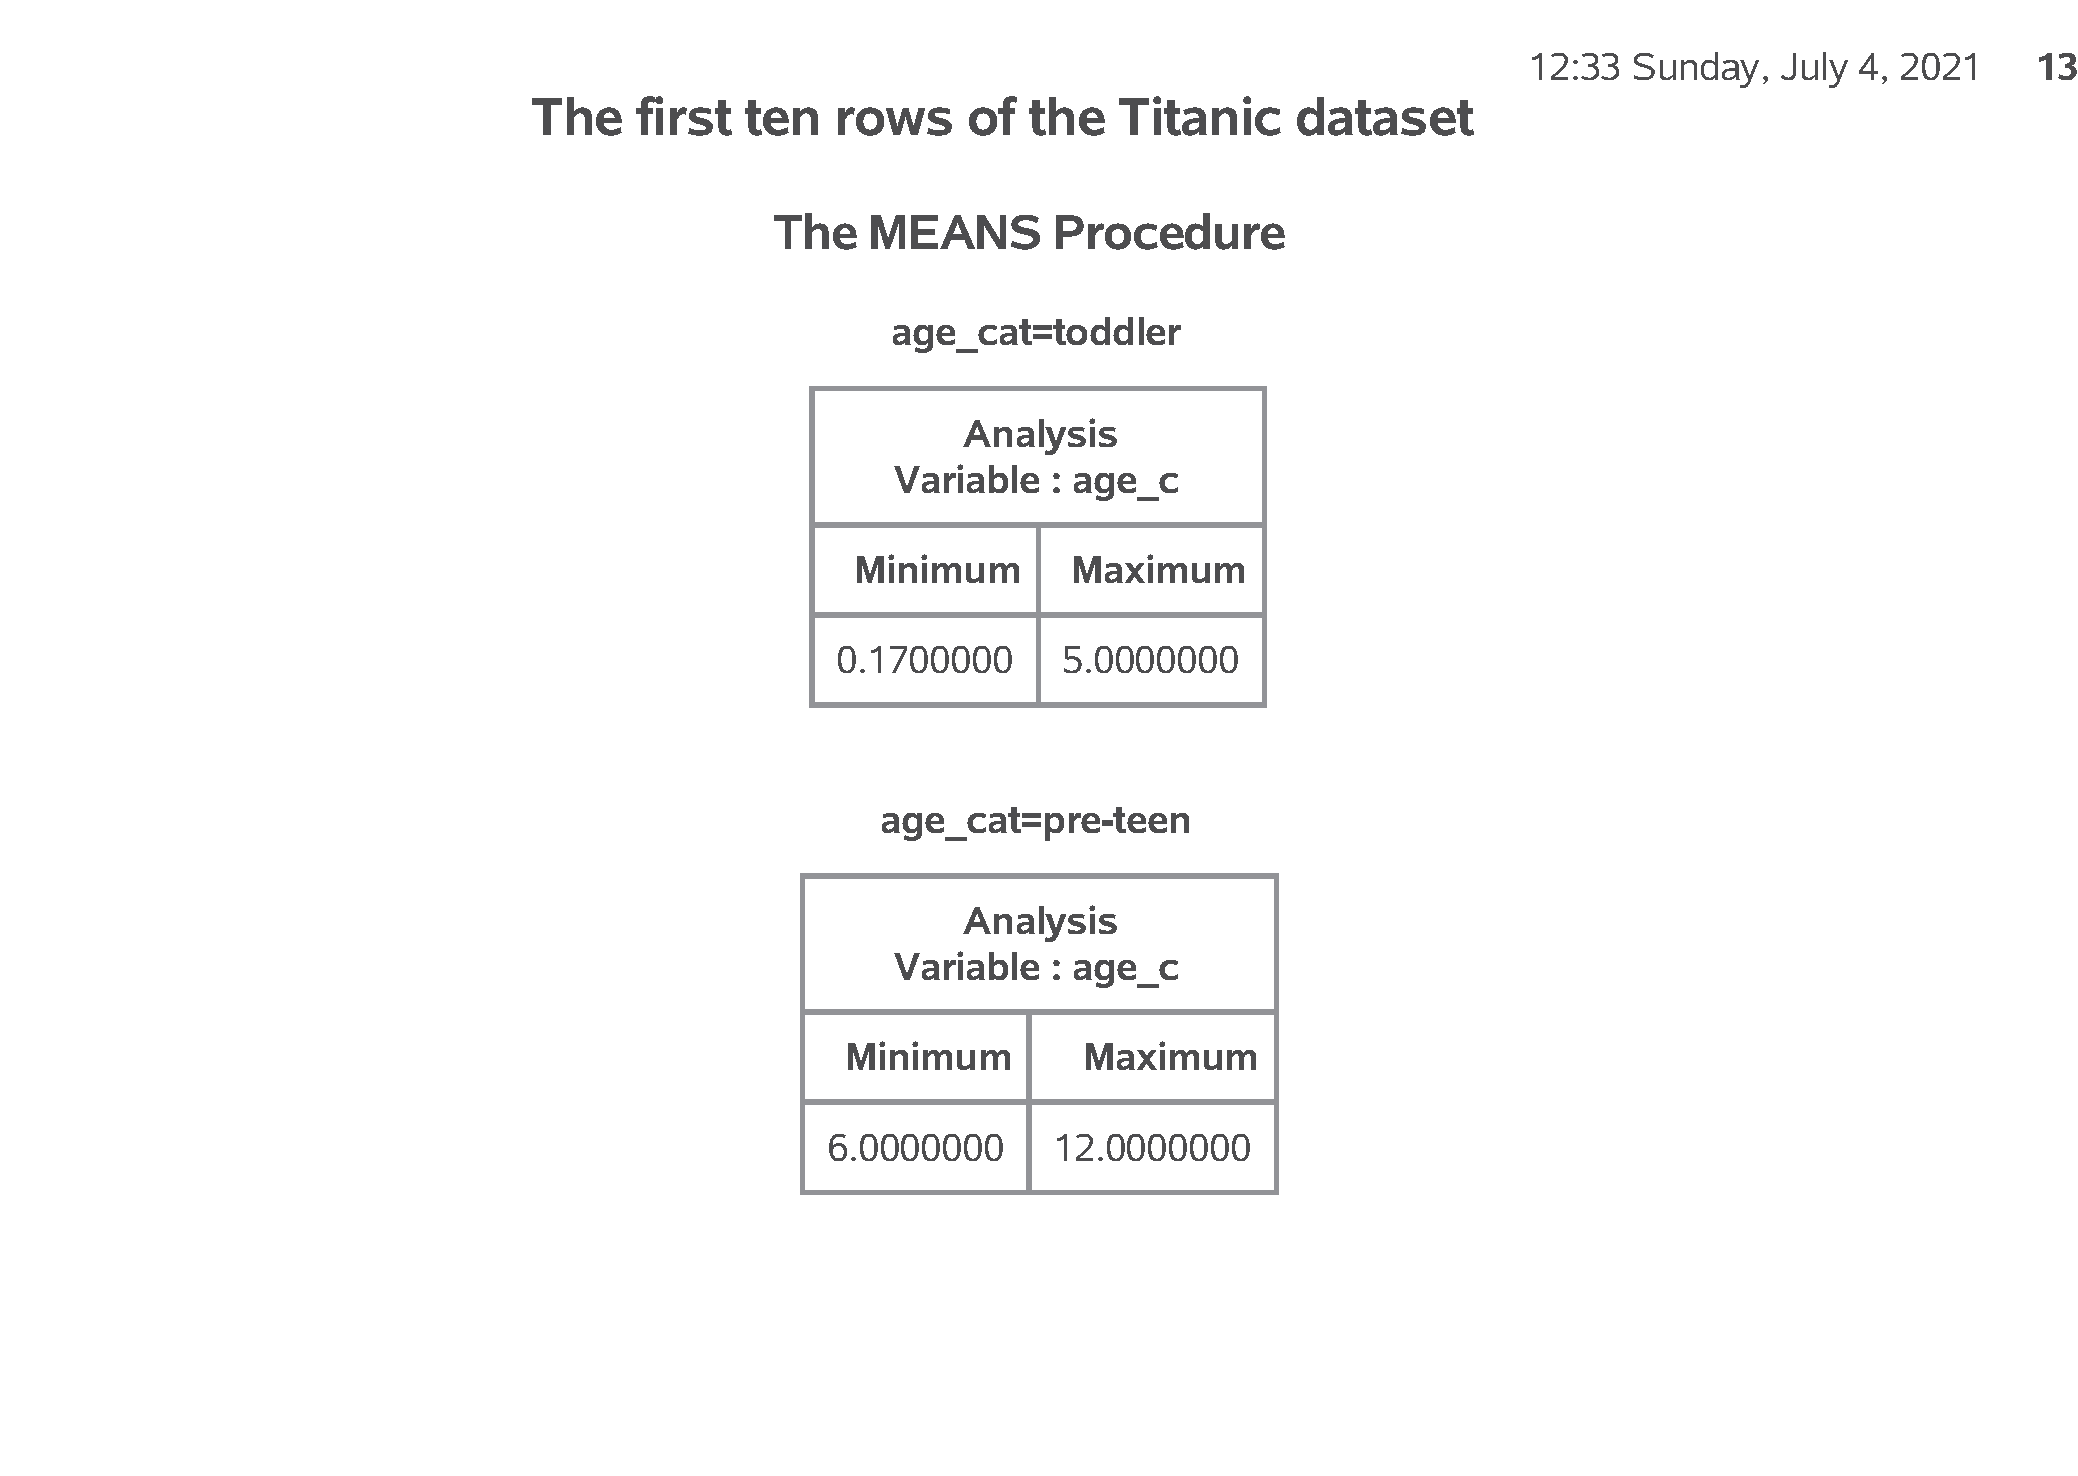 12:33 Sunday, July 4, 2021 13
The first ten rows of the Titanic dataset
The MEANS Procedure
age_cat=toddler
Analysis
Variable : age_c
Minimum Maximum
0.1700000 5.0000000
age_cat=pre-teen
Analysis
Variable : age_c
Minimum Maximum
6.0000000 12.0000000